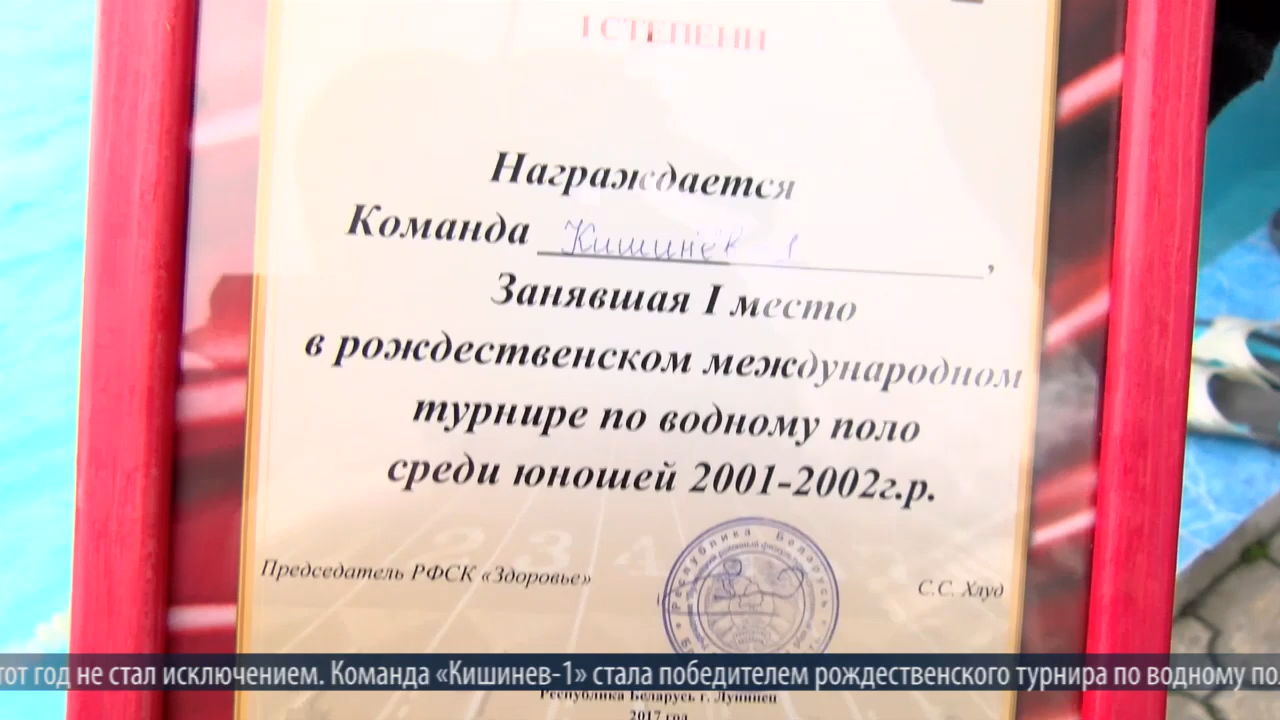 I СТЕПЕНИ
Награждается
Команда Кишинёв-1,
Занявшая I место
в рождественском международном
турнире по водному поло
среди юношей 2001-2002г.р.
Республика Беларусь
Председатель РФСК «Здоровье»
С.С. Хлуд
тот год не стал исключением. Команда «Кишинев-1» стала победителем рождественского турнира по водному пол
Республика Беларусь г. Лунинец
2017 год